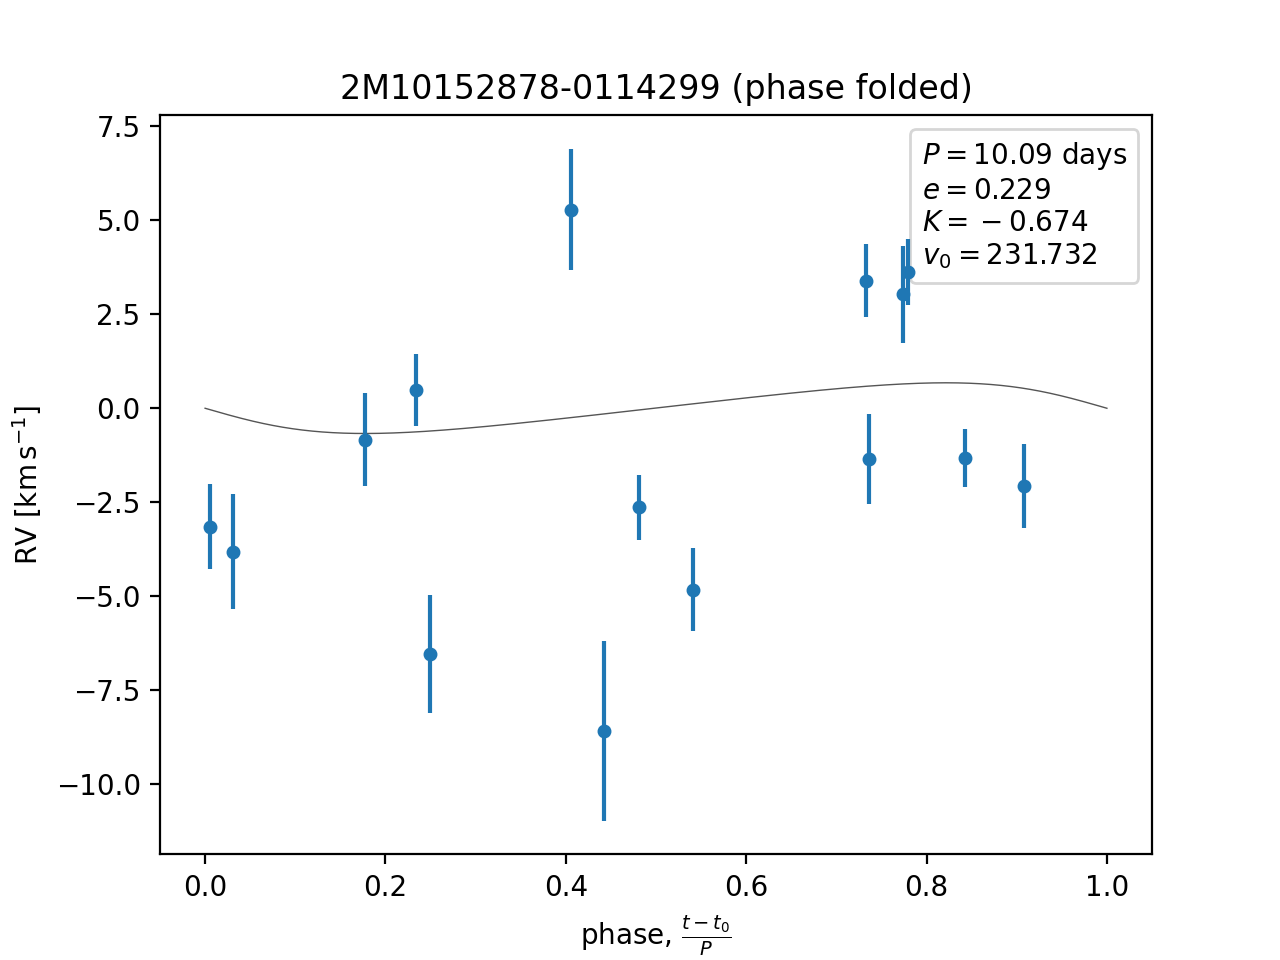 2M10152878-0114299 (phase folded)
P = 10.09 days
e = 0.229
K = −0.674
v₀ = 231.732
7.5
5.0
2.5
0.0
−2.5
−5.0
−7.5
−10.0
RV [km s⁻¹]
0.0 0.2 0.4 0.6 0.8 1.0
phase, (t − t₀)/P